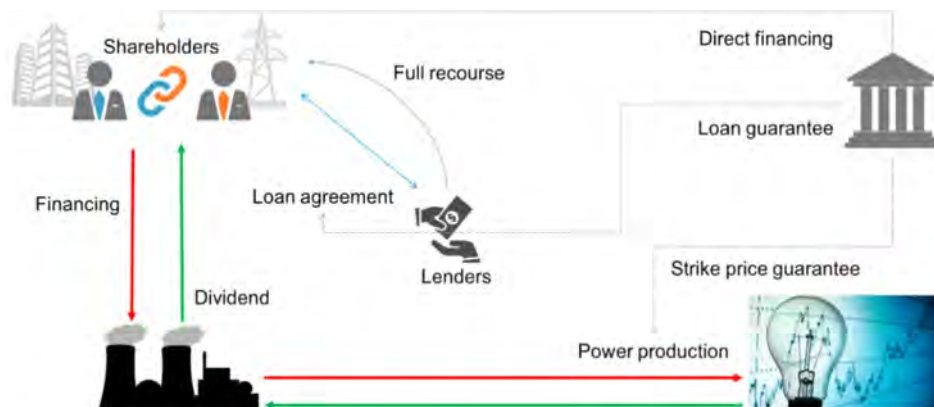 Shareholders
Direct financing
Full recourse
Loan guarantee
Financing
Loan agreement
Lenders
Strike price guarantee
Dividend
Power production